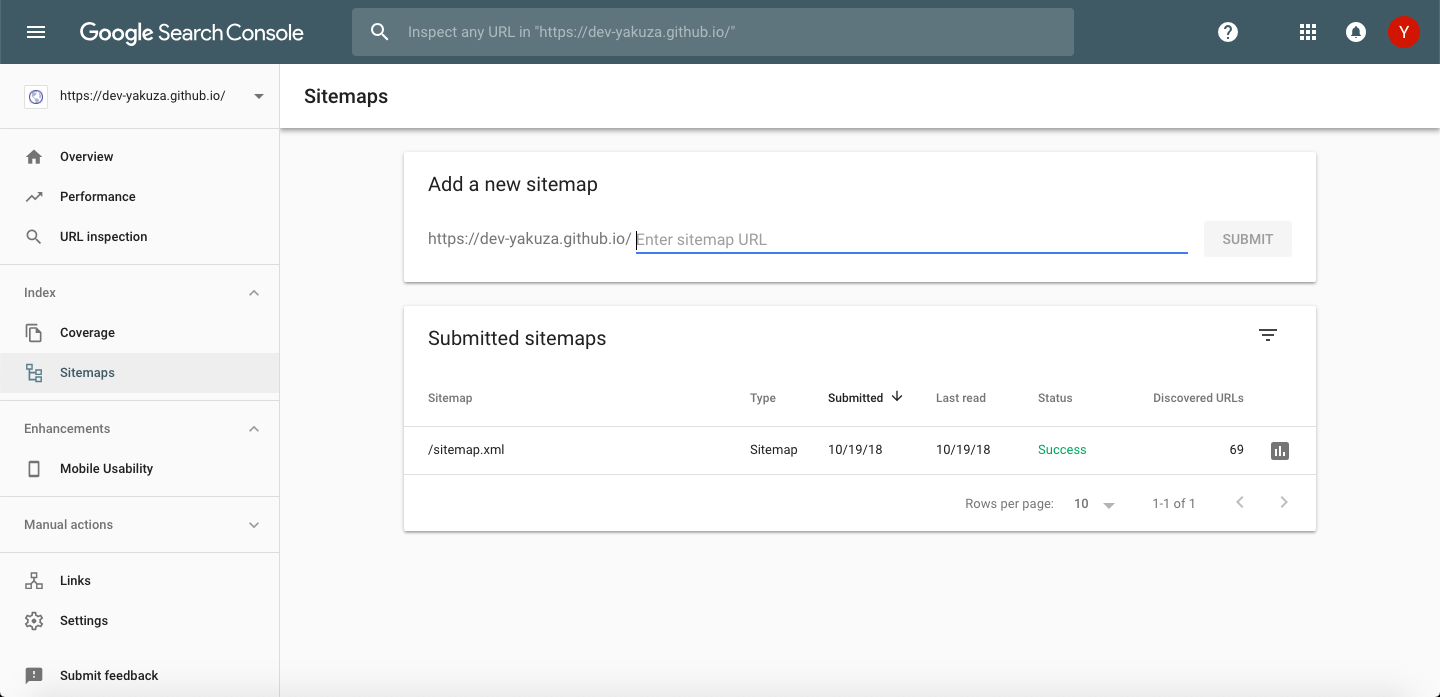 Google Search Console
Inspect any URL in "https://dev-yakuza.github.io/"
Y
https://dev-yakuza.github.io/
Sitemaps
Overview
Performance
URL inspection
Index
Coverage
Sitemaps
Enhancements
Mobile Usability
Manual actions
Links
Settings
Submit feedback
Add a new sitemap
https://dev-yakuza.github.io/ Enter sitemap URL SUBMIT
Submitted sitemaps
Sitemap Type Submitted Last read Status Discovered URLs
/sitemap.xml Sitemap 10/19/18 10/19/18 Success 69
Rows per page: 10 1-1 of 1